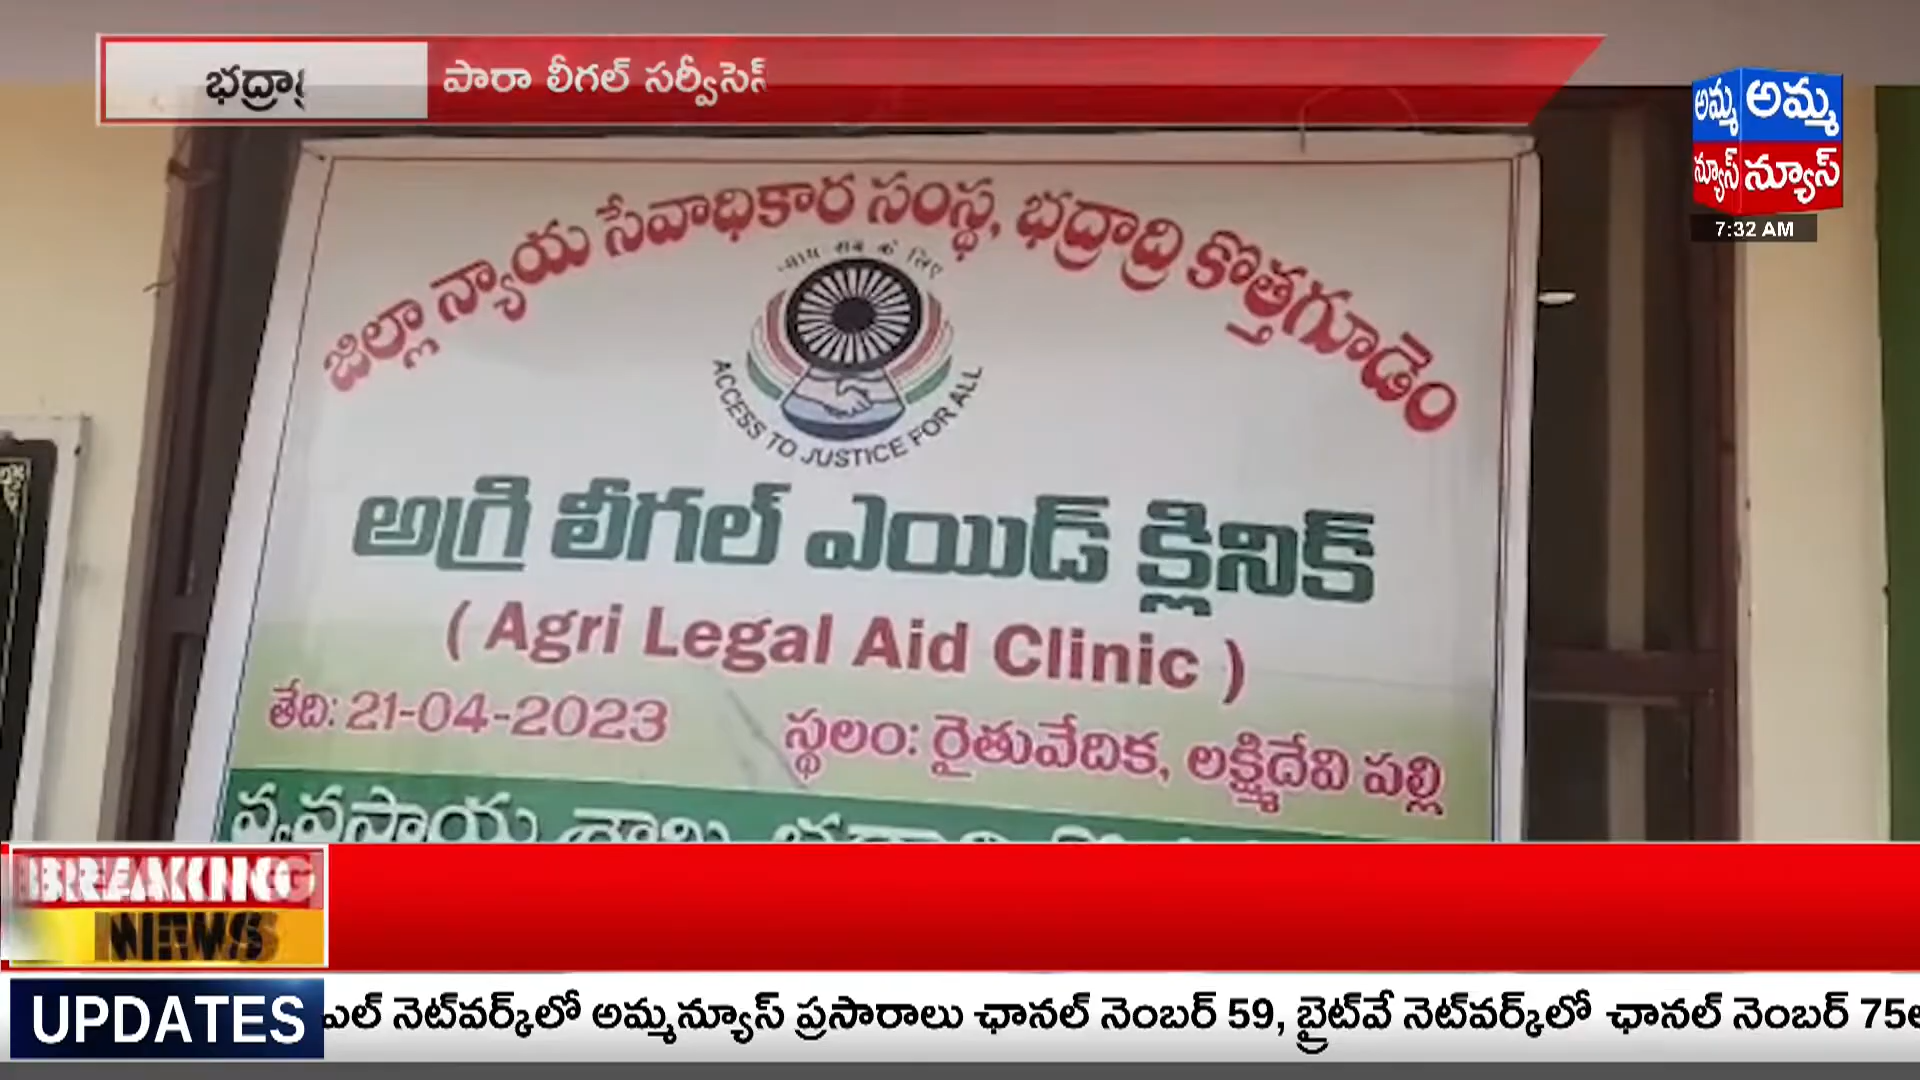 పారా లీగల్ సర్వీసెస్
అమ్మ అమ్మ
న్యూస్ న్యూస్
7:32 AM
జిల్లా న్యాయ సేవాధికార సంస్థ, భద్రాద్రి కొత్తగూడెం
ACCESS TO JUSTICE FOR ALL
అగ్రి లీగల్ ఎయిడ్ క్లినిక్
( Agri Legal Aid Clinic )
తేది: 21-04-2023 స్థలం: రైతువేదిక, లక్ష్మిదేవి పల్లి
వ్యవసాయ
BREAKING
NEWS
UPDATES నెట్‌వర్క్‌లో అమ్మన్యూస్ ప్రసారాలు ఛానల్ నెంబర్ 59, బ్రైట్‌వే నెట్‌వర్క్‌లో ఛానల్ నెంబర్ 75